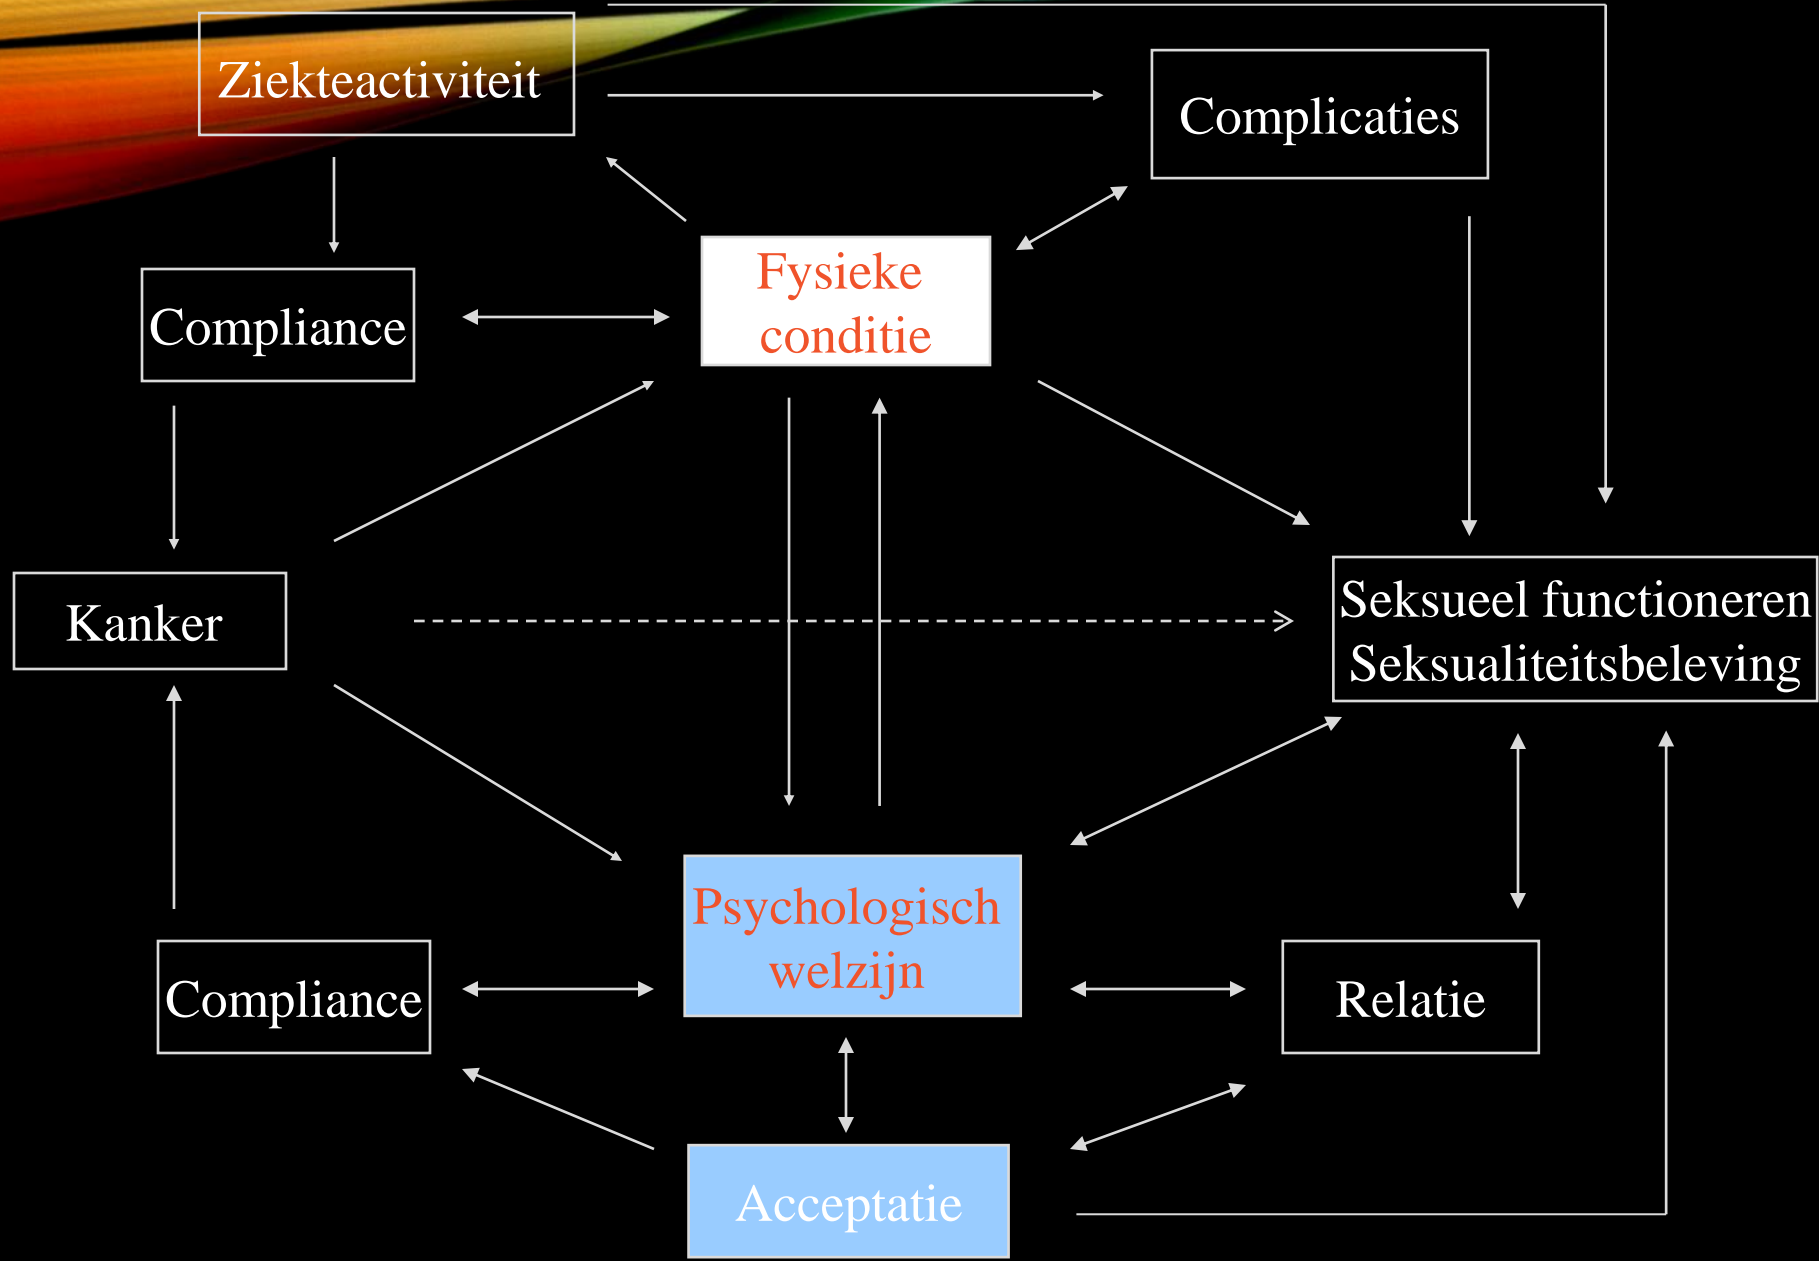 Ziekteactiviteit
Complicaties
Fysieke
conditie
Compliance
Kanker
Seksueel functioneren
Seksualiteitsbeleving
Psychologisch
welzijn
Compliance
Relatie
Acceptatie